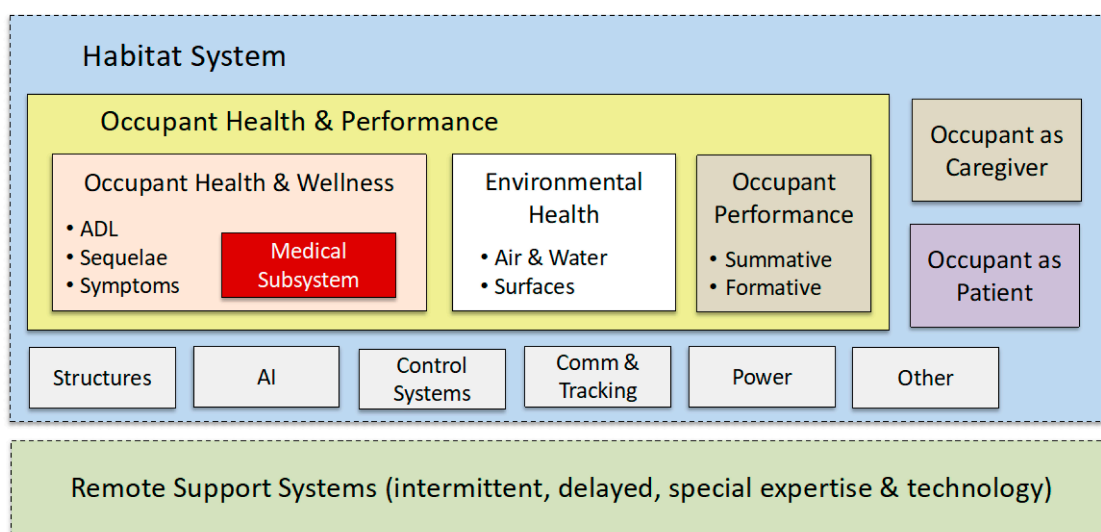 Habitat System
Occupant Health & Performance
Occupant Health & Wellness
• ADL
• Sequelae
• Symptoms
Medical
Subsystem
Environmental
Health
• Air & Water
• Surfaces
Occupant
Performance
• Summative
• Formative
Occupant as
Caregiver
Occupant as
Patient
Structures
AI
Control
Systems
Comm &
Tracking
Power
Other
Remote Support Systems (intermittent, delayed, special expertise & technology)